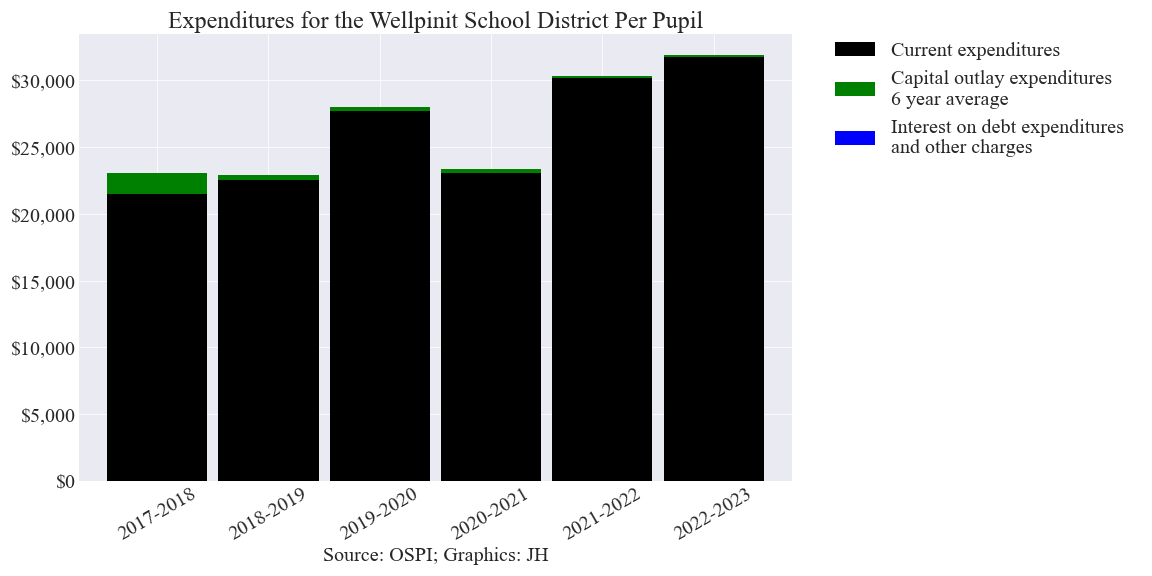 Expenditures for the Wellpinit School District Per Pupil
$30,000
$25,000
$20,000
$15,000
$10,000
$5,000
$0
2017-2018
2018-2019
2019-2020
2020-2021
2021-2022
2022-2023
Source: OSPI; Graphics: JH
Current expenditures
Capital outlay expenditures
6 year average
Interest on debt expenditures
and other charges